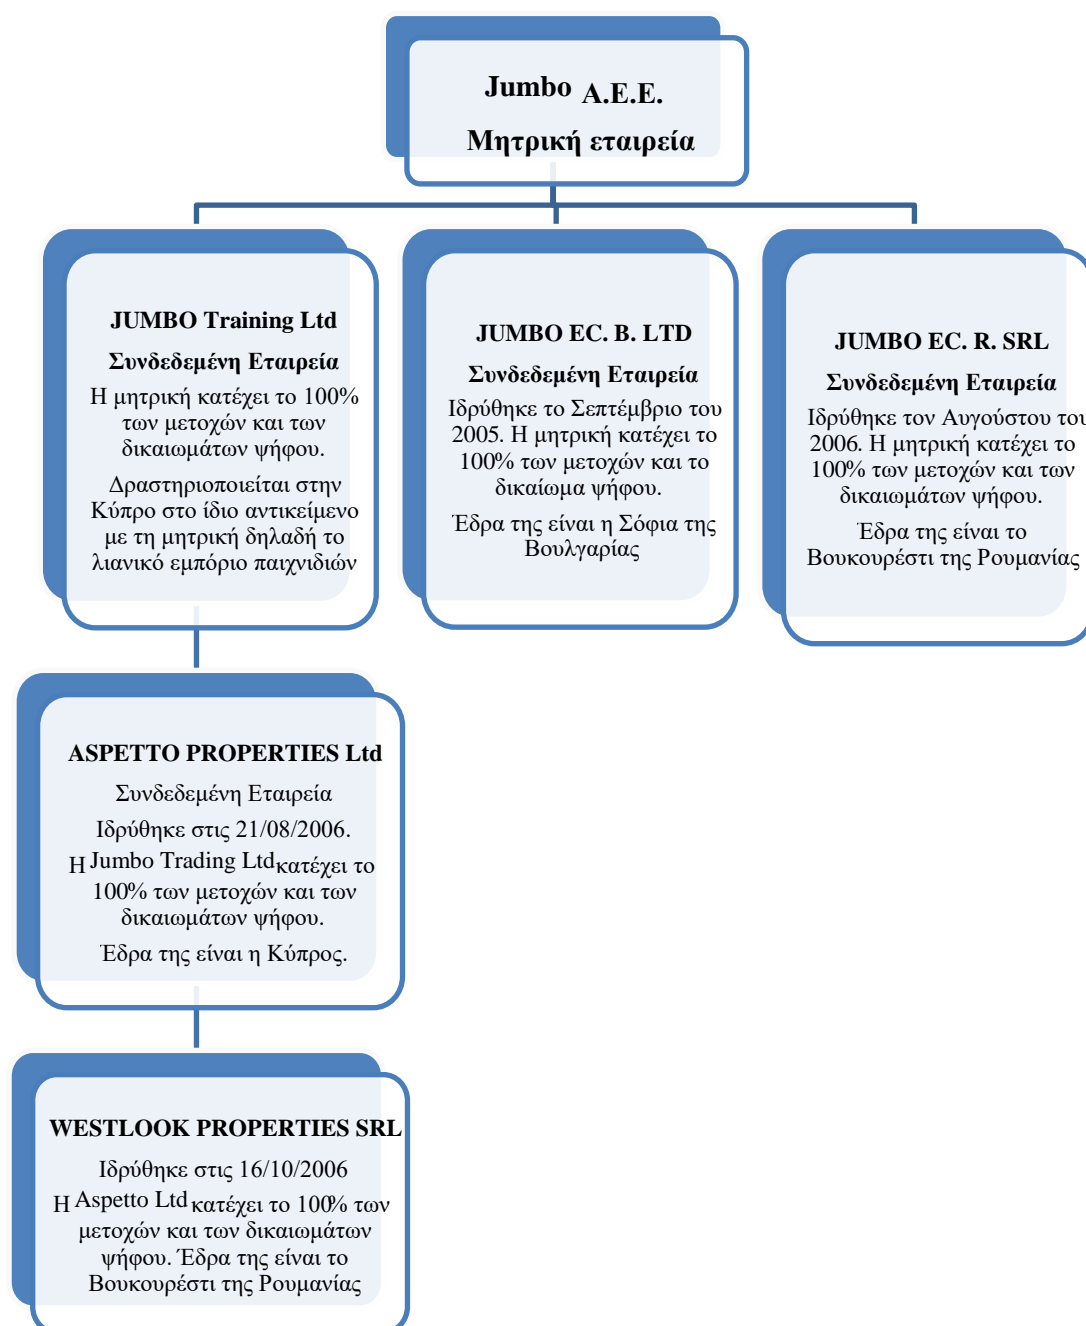 Jumbo Α.Ε.Ε.
Μητρική εταιρεία
JUMBO Training Ltd
Συνδεδεμένη Εταιρεία
Η μητρική κατέχει το 100%
των μετοχών και των
δικαιωμάτων ψήφου.
Δραστηριοποιείται στην
Κύπρο στο ίδιο αντικείμενο
με τη μητρική δηλαδή το
λιανικό εμπόριο παιχνιδιών
JUMBO EC. B. LTD
Συνδεδεμένη Εταιρεία
Ιδρύθηκε το Σεπτέμβριο του
2005. Η μητρική κατέχει το
100% των μετοχών και το
δικαίωμα ψήφου.
Έδρα της είναι η Σόφια της
Βουλγαρίας
JUMBO EC. R. SRL
Συνδεδεμένη Εταιρεία
Ιδρύθηκε τον Αυγούστου του
2006. Η μητρική κατέχει το
100% των μετοχών και των
δικαιωμάτων ψήφου.
Έδρα της είναι το
Βουκουρέστι της Ρουμανίας
ASPETTO PROPERTIES Ltd
Συνδεδεμένη Εταιρεία
Ιδρύθηκε στις 21/08/2006.
Η Jumbo Trading Ltd κατέχει το
100% των μετοχών και των
δικαιωμάτων ψήφου.
Έδρα της είναι η Κύπρος.
WESTLOOK PROPERTIES SRL
Ιδρύθηκε στις 16/10/2006
Η Aspetto Ltd κατέχει το 100% των
μετοχών και των δικαιωμάτων
ψήφου. Έδρα της είναι το
Βουκουρέστι της Ρουμανίας